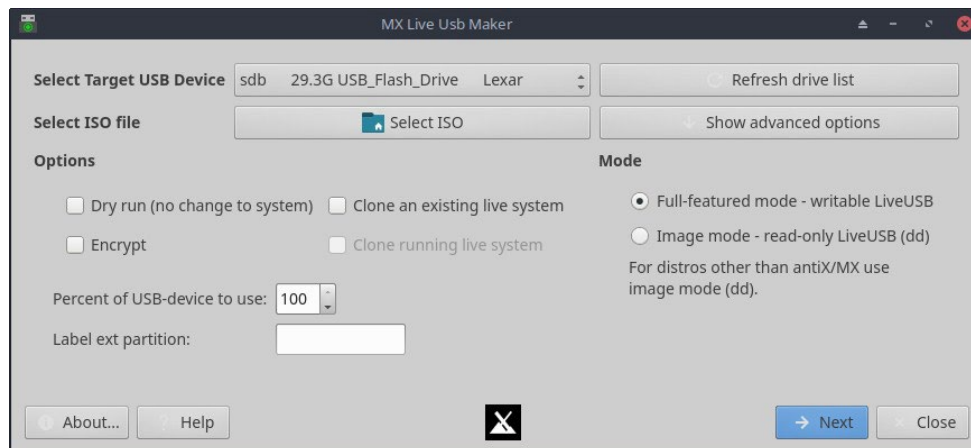 MX Live Usb Maker
Select Target USB Device sdb 29.3G USB_Flash_Drive Lexar Refresh drive list
Select ISO file Select ISO Show advanced options
Options Mode
Dry run (no change to system) Clone an existing live system Full-featured mode - writable LiveUSB
Encrypt Clone running live system Image mode - read-only LiveUSB (dd)
For distros other than antiX/MX use
image mode (dd).
Percent of USB-device to use: 100
Label ext partition:
About... Help Next Close